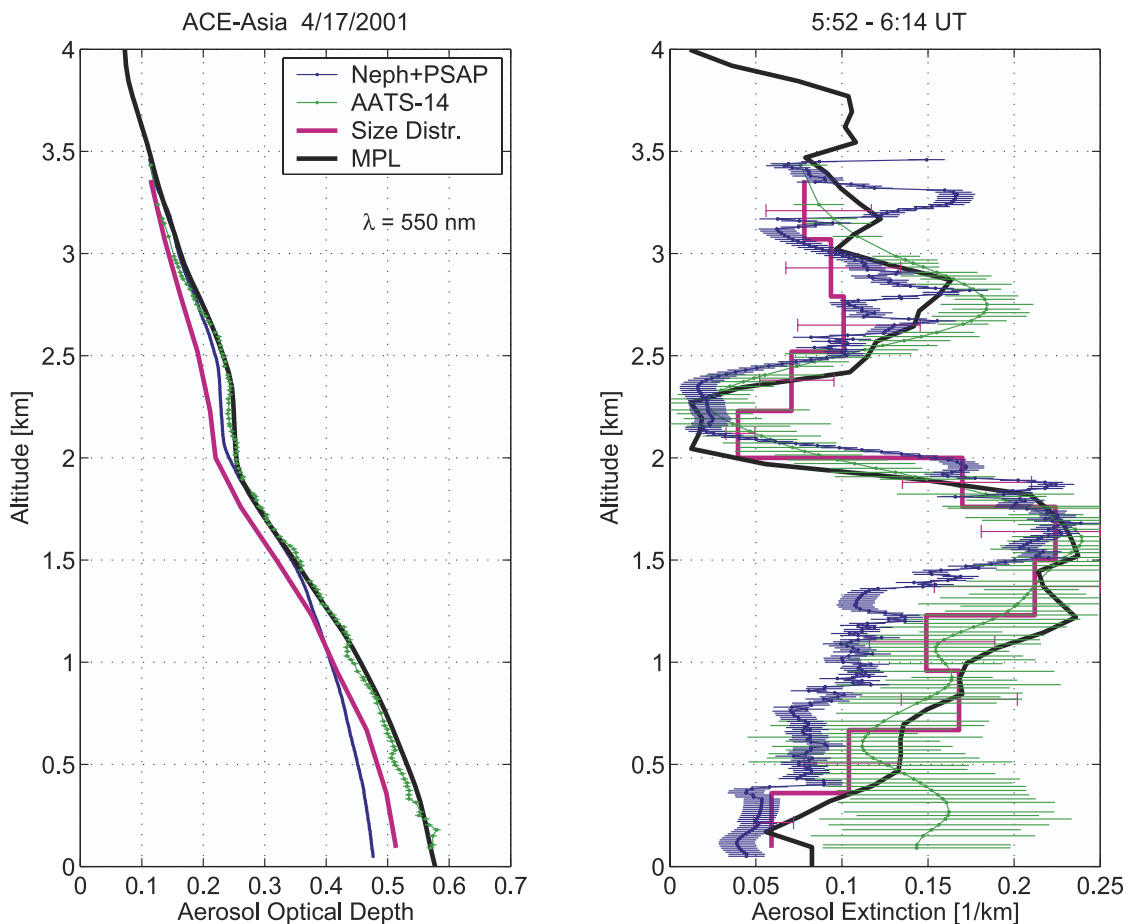 ACE-Asia 4/17/2001
4
3.5
3
2.5
2
1.5
1
0.5
0
Altitude [km]
Neph+PSAP
AATS-14
Size Distr.
MPL
λ = 550 nm
0 0.1 0.2 0.3 0.4 0.5 0.6 0.7
Aerosol Optical Depth
5:52 - 6:14 UT
4
3.5
3
2.5
2
1.5
1
0.5
0
Altitude [km]
0 0.05 0.1 0.15 0.2 0.25
Aerosol Extinction [1/km]